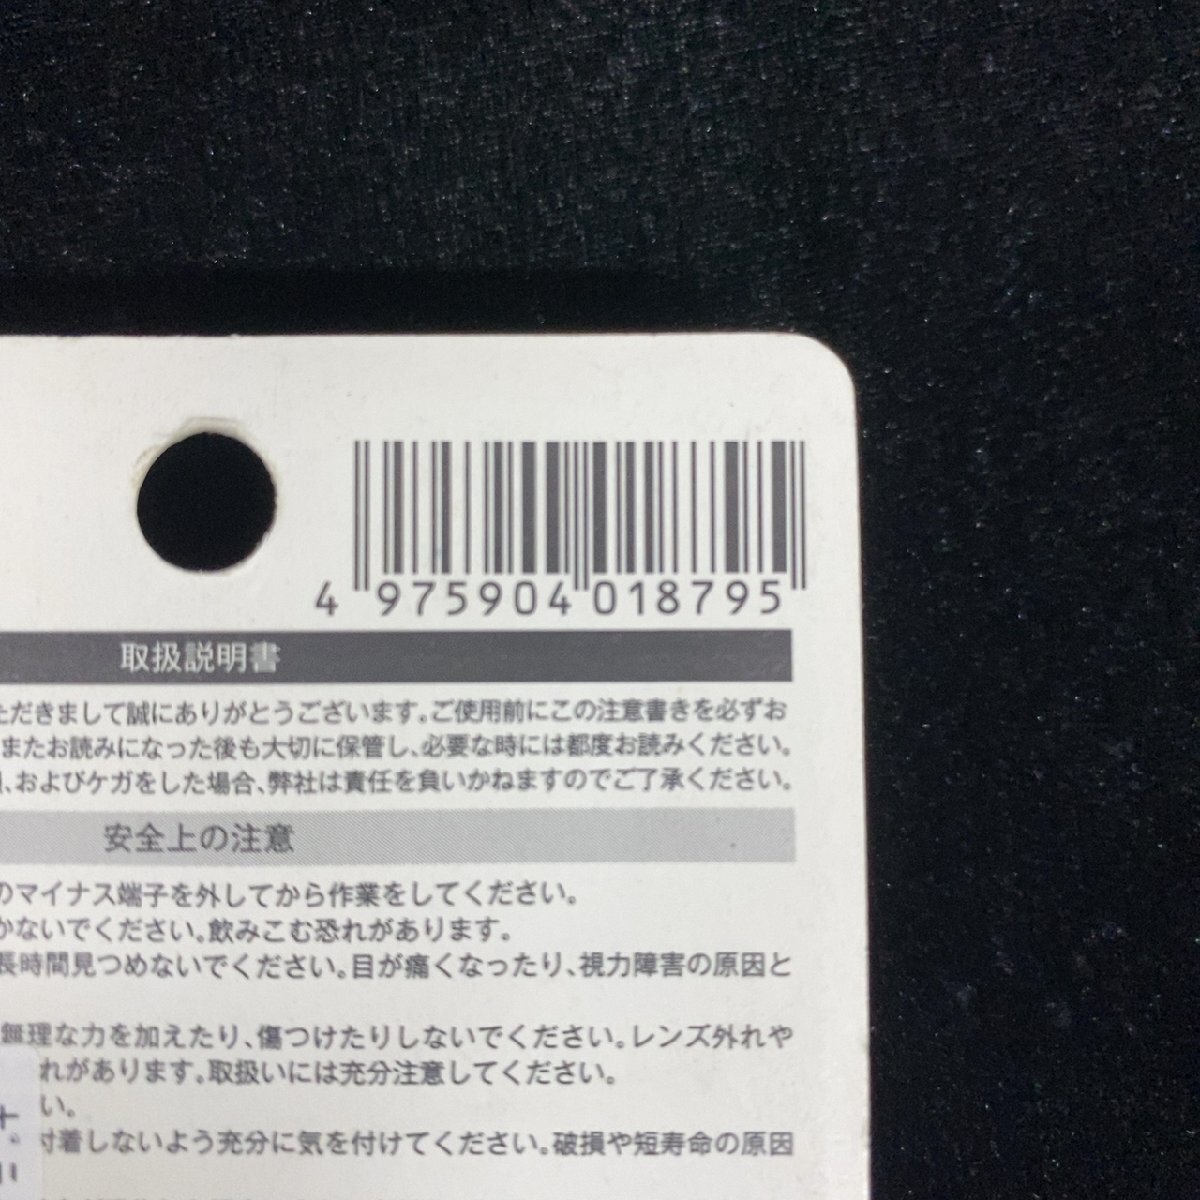 4 975904 018795
取扱説明書
ただきまして誠にありがとうございます。ご使用前にこの注意書きを必ずお
またお読みになった後も大切に保管し、必要な時には都度お読みください。
、およびケガをした場合、弊社は責任を負いかねますのでご了承ください。
安全上の注意
のマイナス端子を外してから作業をしてください。
かないでください。飲みこむ恐れがあります。
長時間見つめないでください。目が痛くなったり、視力障害の原因と
無理な力を加えたり、傷つけたりしないでください。レンズ外れや
れがあります。取扱いには充分注意してください。
い。
付着しないよう充分に気を付けてください。破損や短寿命の原因